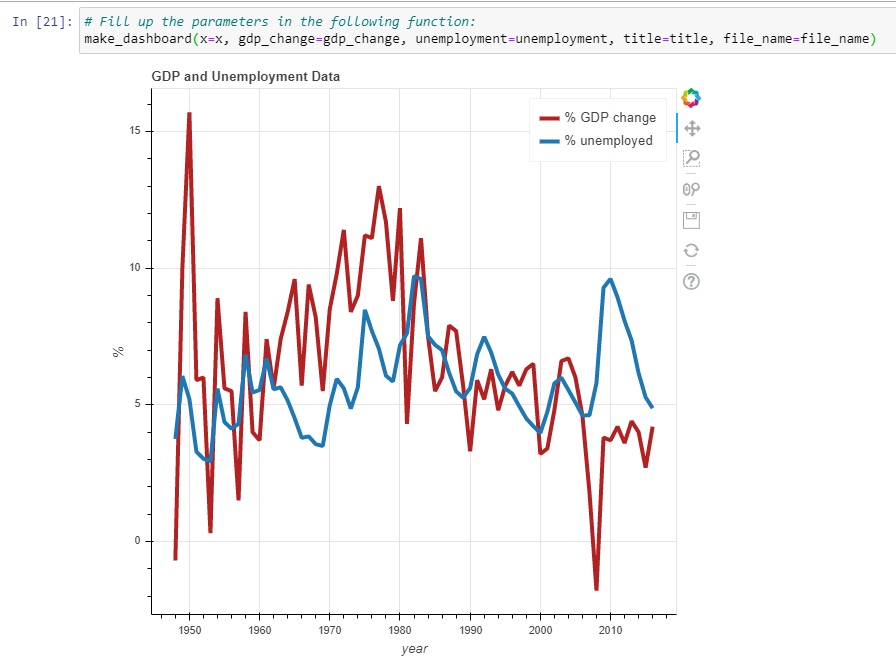 In [21]: # Fill up the parameters in the following function:
make_dashboard(x=x, gdp_change=gdp_change, unemployment=unemployment, title=title, file_name=file_name)
GDP and Unemployment Data
% GDP change
% unemployed
15
10
5
0
%
1950 1960 1970 1980 1990 2000 2010
year